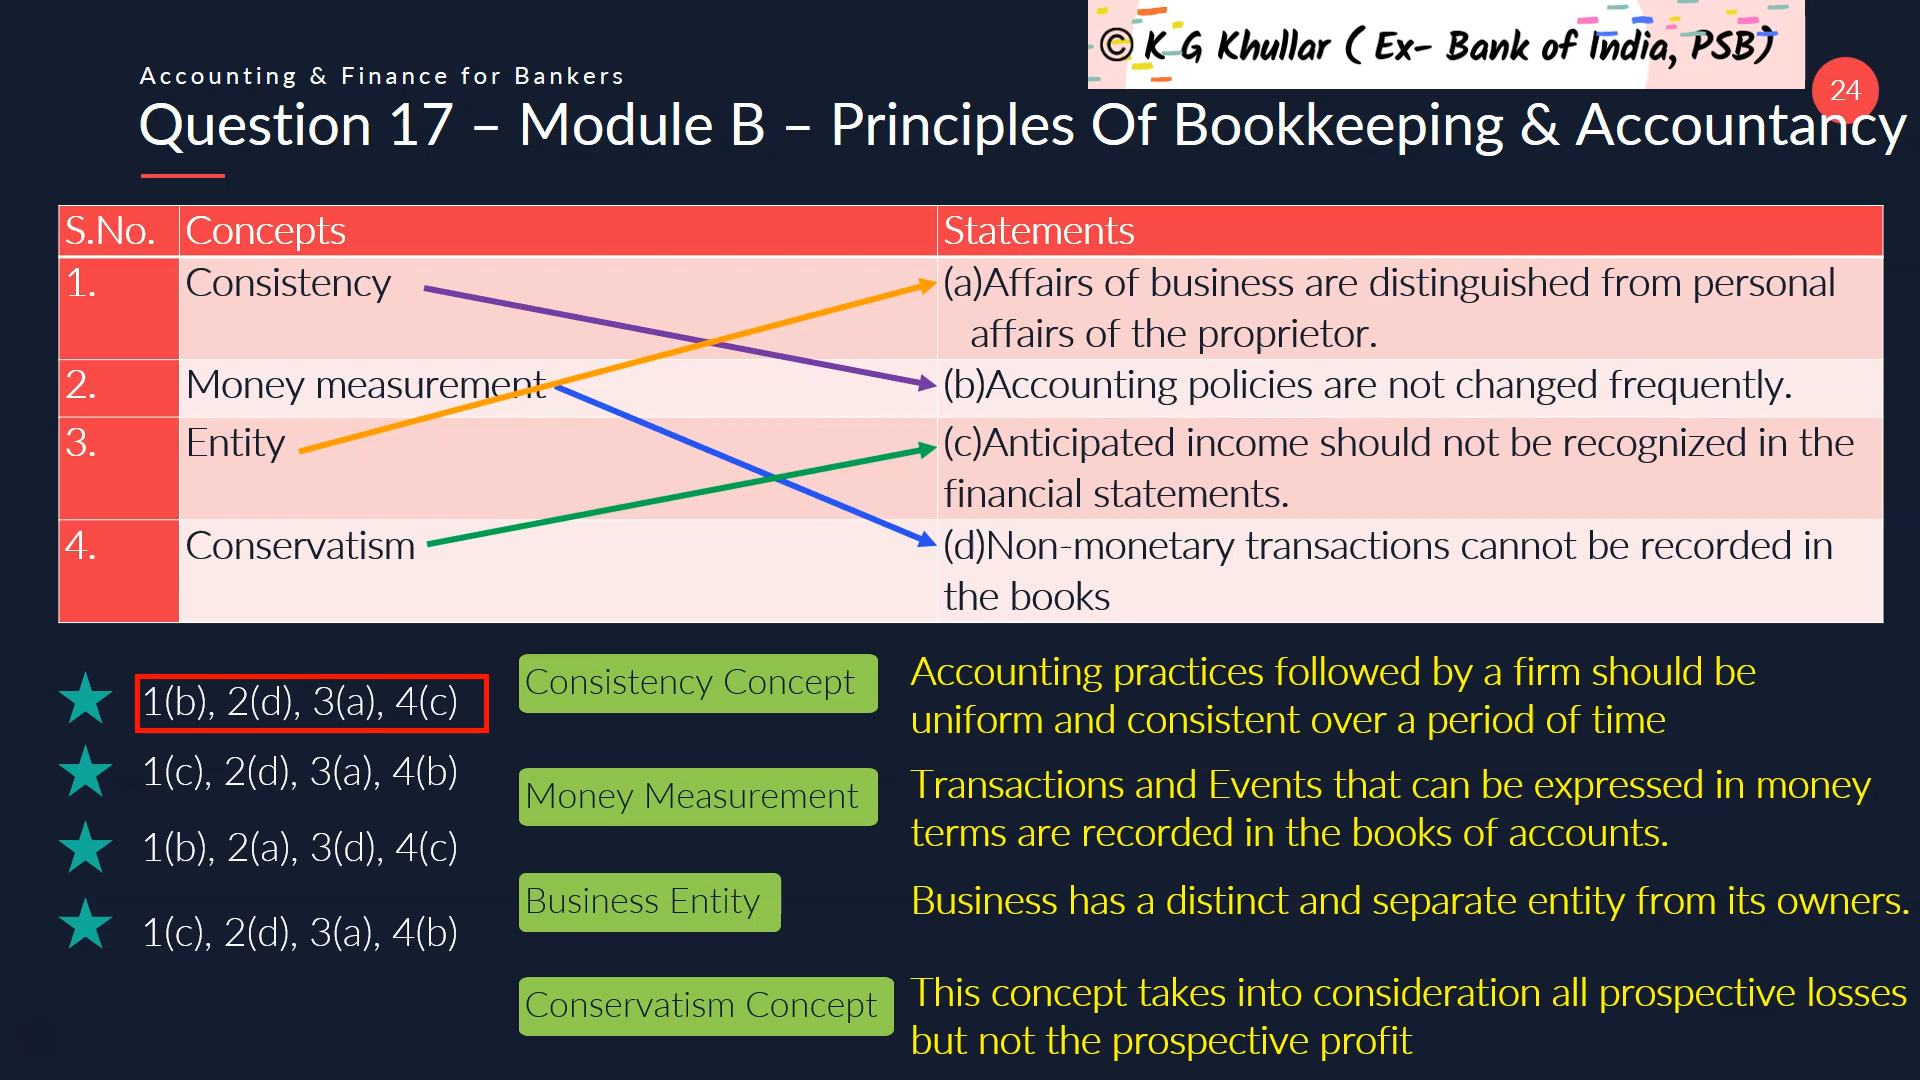 © K G Khullar ( Ex- Bank of India, PSB)
Accounting & Finance for Bankers
24
Question 17 – Module B – Principles Of Bookkeeping & Accountancy
S.No. Concepts Statements
1. Consistency (a)Affairs of business are distinguished from personal
affairs of the proprietor.
2. Money measurement (b)Accounting policies are not changed frequently.
3. Entity (c)Anticipated income should not be recognized in the
financial statements.
4. Conservatism (d)Non-monetary transactions cannot be recorded in
the books
1(b), 2(d), 3(a), 4(c)
1(c), 2(d), 3(a), 4(b)
1(b), 2(a), 3(d), 4(c)
1(c), 2(d), 3(a), 4(b)
Consistency Concept
Accounting practices followed by a firm should be
uniform and consistent over a period of time
Money Measurement
Transactions and Events that can be expressed in money
terms are recorded in the books of accounts.
Business Entity
Business has a distinct and separate entity from its owners.
Conservatism Concept
This concept takes into consideration all prospective losses
but not the prospective profit